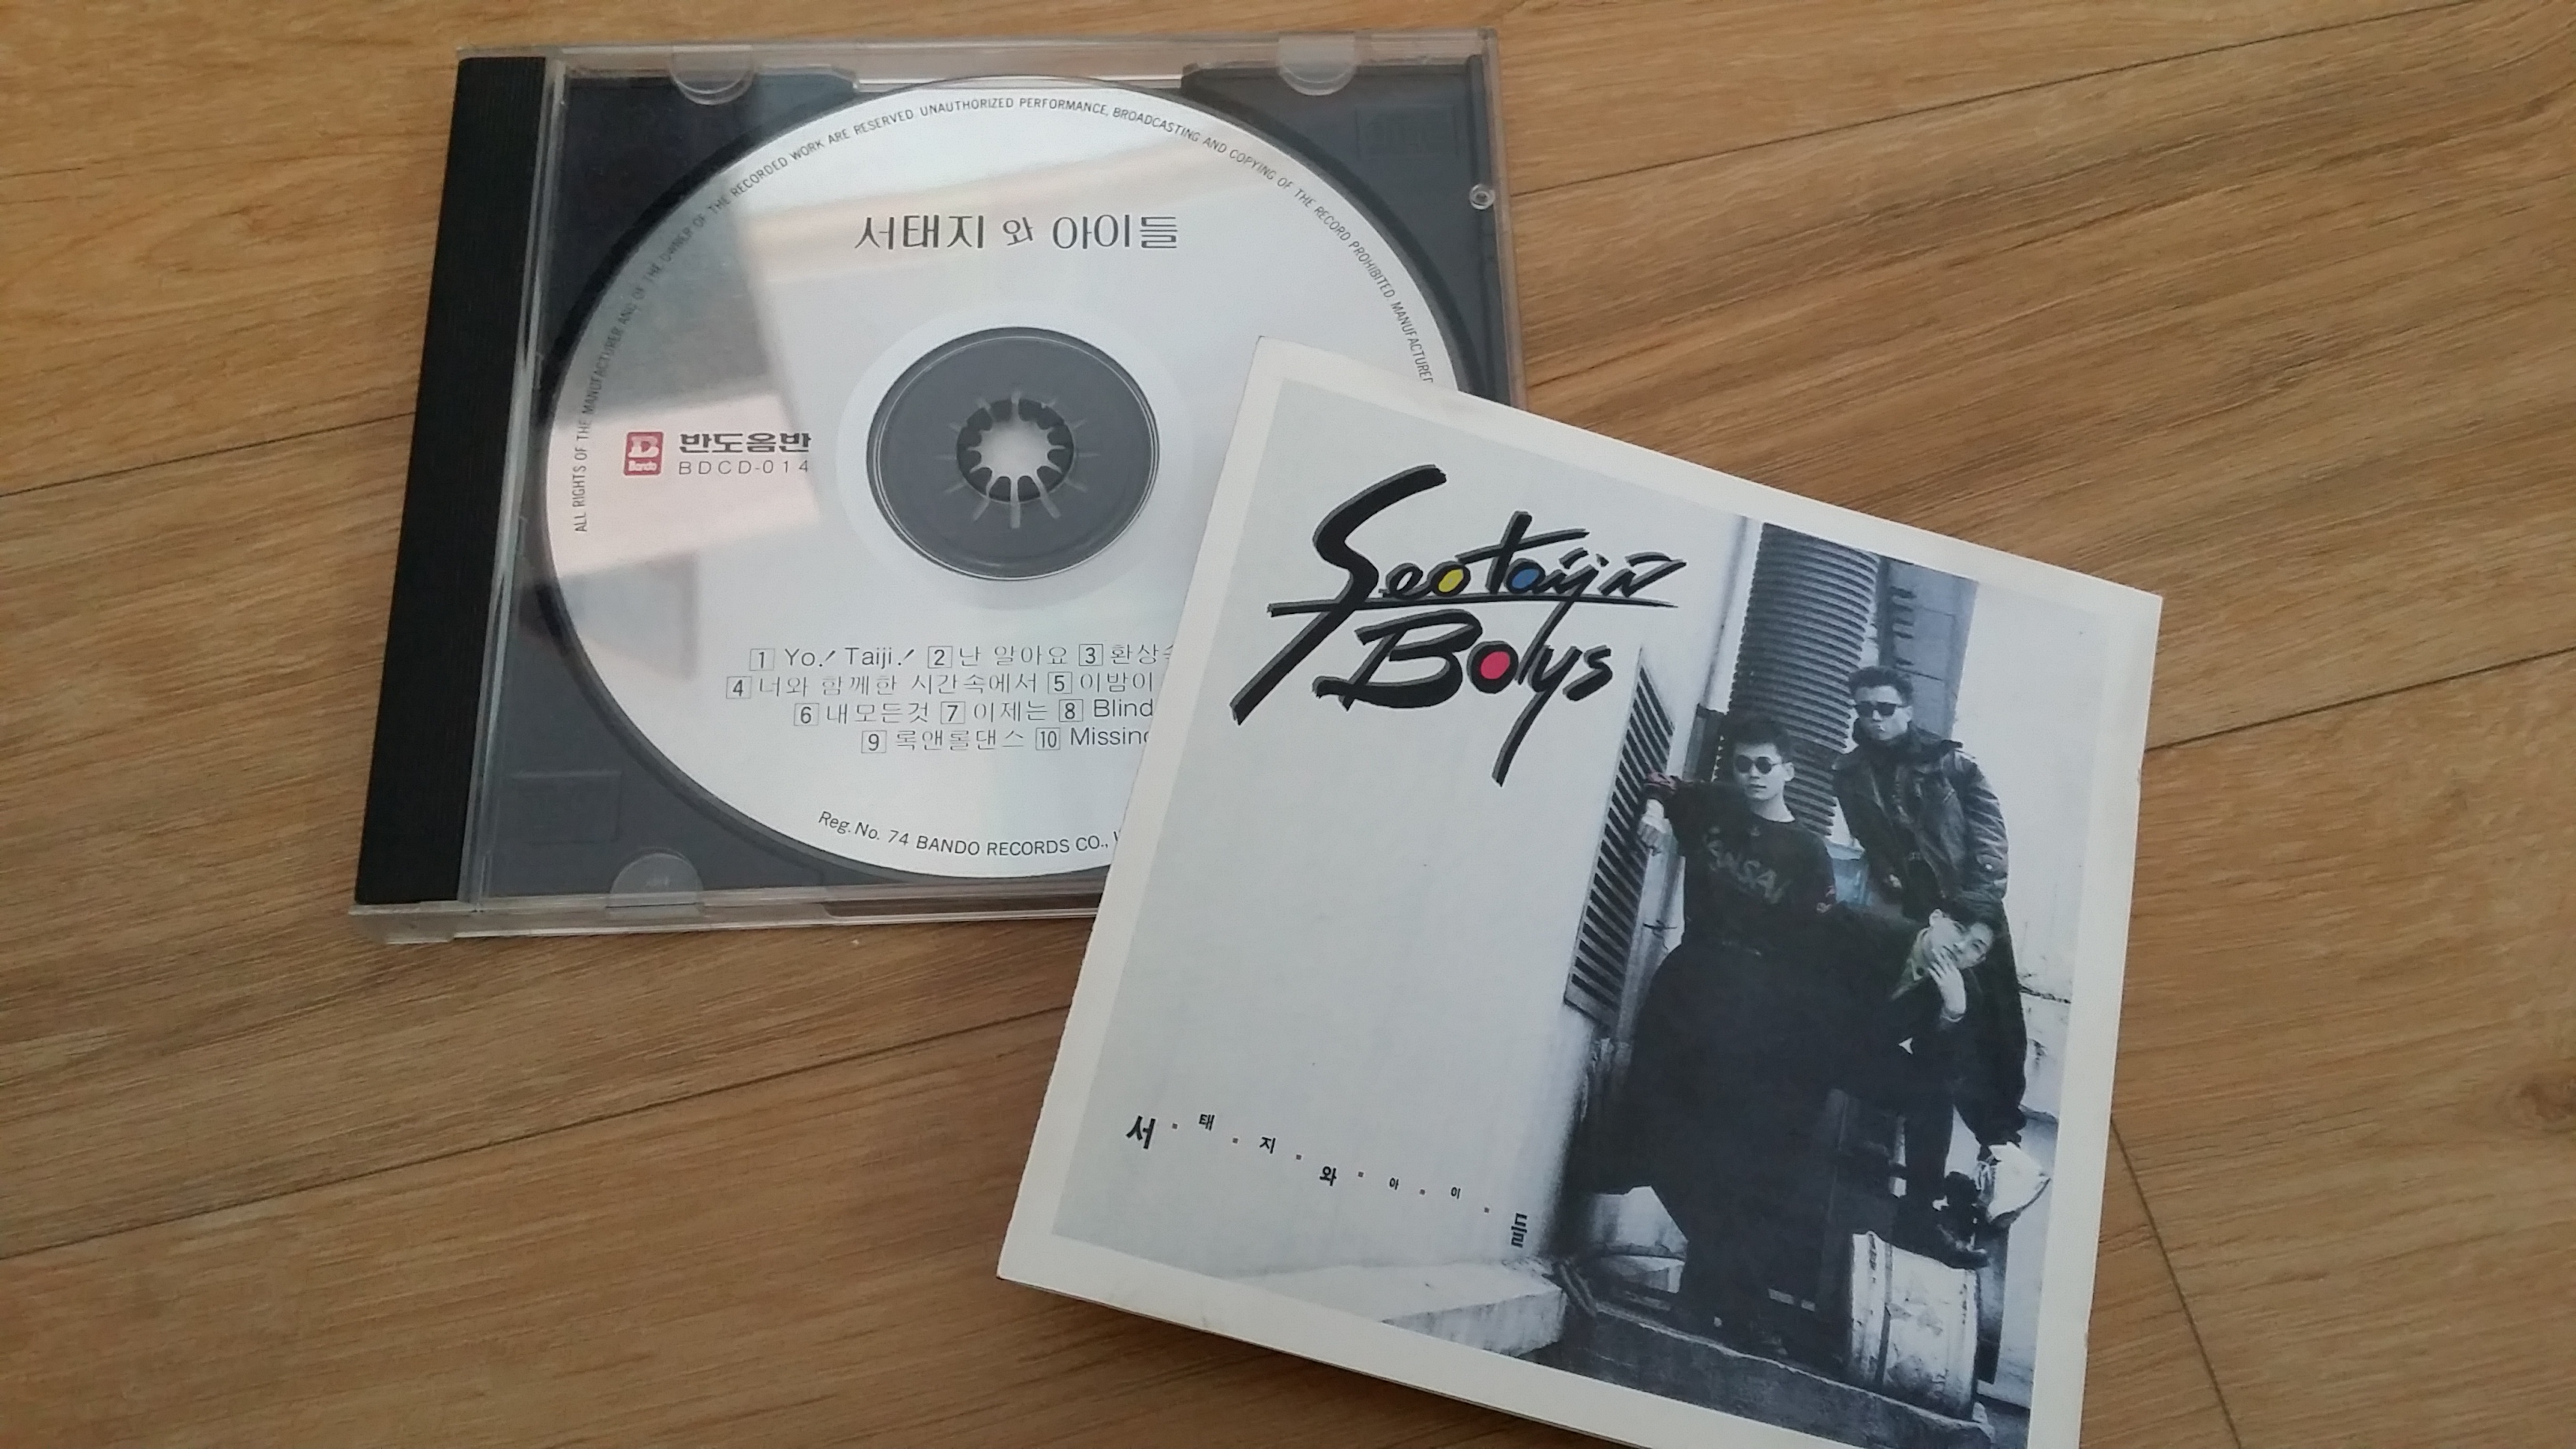 ALL RIGHTS OF THE MANUFACTURER AND OF THE OWNER OF THE RECORDED WORK ARE RESERVED UNAUTHORIZED PERFORMANCE, BROADCASTING AND COPYING OF THE RECORD PROHIBITED. MANUFACTURED
서태지 와 아이들
B
Bando
반도음반
BDCD-014
1 Yo! Taiji! 2 난 알아요 3
4 너와 함께한 시간속에서 5 이밤이
6 내모든것 7 이제는 8 Blind
9 록앤롤댄스 10
Reg. No. 74 BANDO RECORDS CO.,
Seotaiji N
Boys
서 · 태 · 지 · 와 · 아 · 이 · 들